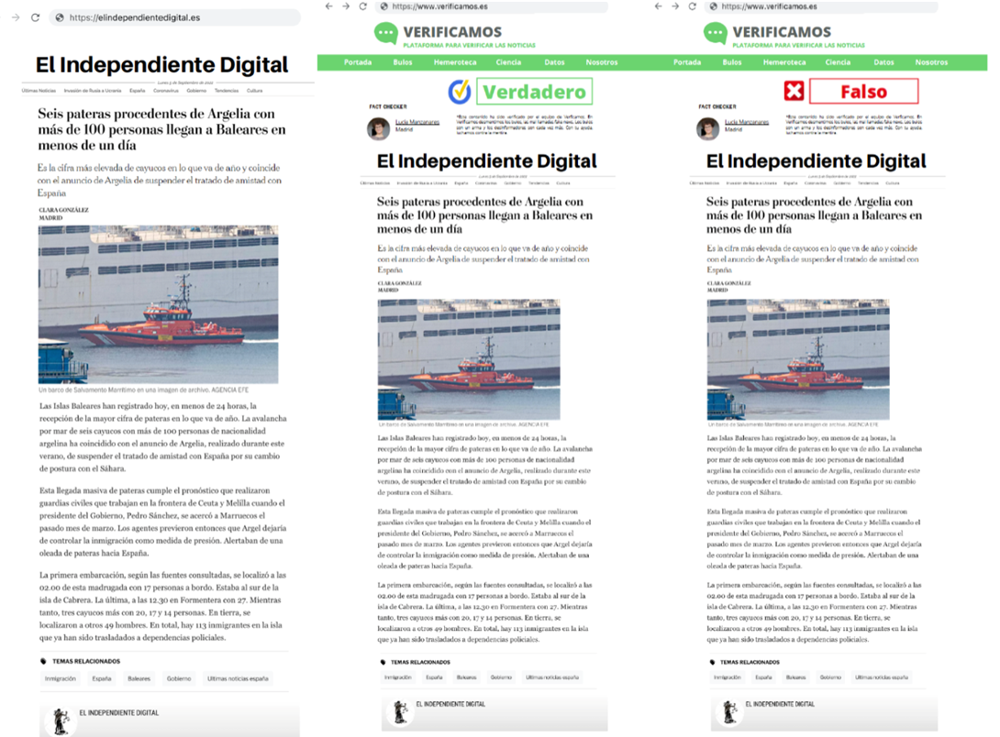 https://elindependientedigital.es
El Independiente Digital
Lunes 5 de Septiembre de 2022
Últimas Noticias Invasión de Rusia a Ucrania España Coronavirus Gobierno Tendencias Cultura
Seis pateras procedentes de Argelia con
más de 100 personas llegan a Baleares en
menos de un día
Es la cifra más elevada de cayucos en lo que va de año y coincide
con el anuncio de Argelia de suspender el tratado de amistad con
España
CLARA GONZÁLEZ
MADRID
Un barco de Salvamento Marítimo en una imagen de archivo. AGENCIA EFE
Las Islas Baleares han registrado hoy, en menos de 24 horas, la
recepción de la mayor cifra de pateras en lo que va de año. La avalancha
por mar de seis cayucos con más de 100 personas de nacionalidad
argelina ha coincidido con el anuncio de Argelia, realizado durante este
verano, de suspender el tratado de amistad con España por su cambio
de postura con el Sáhara.
Esta llegada masiva de pateras cumple el pronóstico que realizaron
guardias civiles que trabajan en la frontera de Ceuta y Melilla cuando el
presidente del Gobierno, Pedro Sánchez, se acercó a Marruecos el
pasado mes de marzo. Los agentes previeron entonces que Argel dejaría
de controlar la inmigración como medida de presión. Alertaban de una
oleada de pateras hacia España.
La primera embarcación, según las fuentes consultadas, se localizó a las
02.00 de esta madrugada con 17 personas a bordo. Estaba al sur de la
isla de Cabrera. La última, a las 12.30 en Formentera con 27. Mientras
tanto, tres cayucos más con 20, 17 y 14 personas. En tierra, se
localizaron a otros 49 hombres. En total, hay 113 inmigrantes en la isla
que ya han sido trasladados a dependencias policiales.
TEMAS RELACIONADOS
Inmigración España Baleares Gobierno Ultimas noticias españa
EL INDEPENDIENTE DIGITAL
https://www.verificamos.es
VERIFICAMOS
PLATAFORMA PARA VERIFICAR LAS NOTICIAS
Portada Bulos Hemeroteca Ciencia Datos Nosotros
Verdadero
FACT CHECKER
Lucía Manzanares
Madrid
*Este contenido ha sido verificado por el equipo de Verificamos. En
El Independiente Digital
Lunes 5 de Septiembre de 2022
Últimas Noticias Invasión de Rusia a Ucrania España Coronavirus Gobierno Tendencias Cultura
Seis pateras procedentes de Argelia con
más de 100 personas llegan a Baleares en
menos de un día
Es la cifra más elevada de cayucos en lo que va de año y coincide
con el anuncio de Argelia de suspender el tratado de amistad con
España
CLARA GONZÁLEZ
MADRID
Un barco de Salvamento Marítimo en una imagen de archivo. AGENCIA EFE
Las Islas Baleares han registrado hoy, en menos de 24 horas, la
recepción de la mayor cifra de pateras en lo que va de año. La avalancha
por mar de seis cayucos con más de 100 personas de nacionalidad
argelina ha coincidido con el anuncio de Argelia, realizado durante este
verano, de suspender el tratado de amistad con España por su cambio
de postura con el Sáhara.
Esta llegada masiva de pateras cumple el pronóstico que realizaron
guardias civiles que trabajan en la frontera de Ceuta y Melilla cuando el
presidente del Gobierno, Pedro Sánchez, se acercó a Marruecos el
pasado mes de marzo. Los agentes previeron entonces que Argel dejaría
de controlar la inmigración como medida de presión. Alertaban de una
oleada de pateras hacia España.
La primera embarcación, según las fuentes consultadas, se localizó a las
02.00 de esta madrugada con 17 personas a bordo. Estaba al sur de la
isla de Cabrera. La última, a las 12.30 en Formentera con 27. Mientras
tanto, tres cayucos más con 20, 17 y 14 personas. En tierra, se
localizaron a otros 49 hombres. En total, hay 113 inmigrantes en la isla
que ya han sido trasladados a dependencias policiales.
TEMAS RELACIONADOS
Inmigración España Baleares Gobierno Ultimas noticias españa
EL INDEPENDIENTE DIGITAL
https://www.verificamos.es
VERIFICAMOS
PLATAFORMA PARA VERIFICAR LAS NOTICIAS
Portada Bulos Hemeroteca Ciencia Datos Nosotros
Falso
FACT CHECKER
Lucía Manzanares
Madrid
*Este contenido ha sido verificado por el equipo de Verificamos. En
El Independiente Digital
Lunes 5 de Septiembre de 2022
Últimas Noticias Invasión de Rusia a Ucrania España Coronavirus Gobierno Tendencias Cultura
Seis pateras procedentes de Argelia con
más de 100 personas llegan a Baleares en
menos de un día
Es la cifra más elevada de cayucos en lo que va de año y coincide
con el anuncio de Argelia de suspender el tratado de amistad con
España
CLARA GONZÁLEZ
MADRID
Un barco de Salvamento Marítimo en una imagen de archivo. AGENCIA EFE
Las Islas Baleares han registrado hoy, en menos de 24 horas, la
recepción de la mayor cifra de pateras en lo que va de año. La avalancha
por mar de seis cayucos con más de 100 personas de nacionalidad
argelina ha coincidido con el anuncio de Argelia, realizado durante este
verano, de suspender el tratado de amistad con España por su cambio
de postura con el Sáhara.
Esta llegada masiva de pateras cumple el pronóstico que realizaron
guardias civiles que trabajan en la frontera de Ceuta y Melilla cuando el
presidente del Gobierno, Pedro Sánchez, se acercó a Marruecos el
pasado mes de marzo. Los agentes previeron entonces que Argel dejaría
de controlar la inmigración como medida de presión. Alertaban de una
oleada de pateras hacia España.
La primera embarcación, según las fuentes consultadas, se localizó a las
02.00 de esta madrugada con 17 personas a bordo. Estaba al sur de la
isla de Cabrera. La última, a las 12.30 en Formentera con 27. Mientras
tanto, tres cayucos más con 20, 17 y 14 personas. En tierra, se
localizaron a otros 49 hombres. En total, hay 113 inmigrantes en la isla
que ya han sido trasladados a dependencias policiales.
TEMAS RELACIONADOS
Inmigración España Baleares Gobierno Ultimas noticias españa
EL INDEPENDIENTE DIGITAL